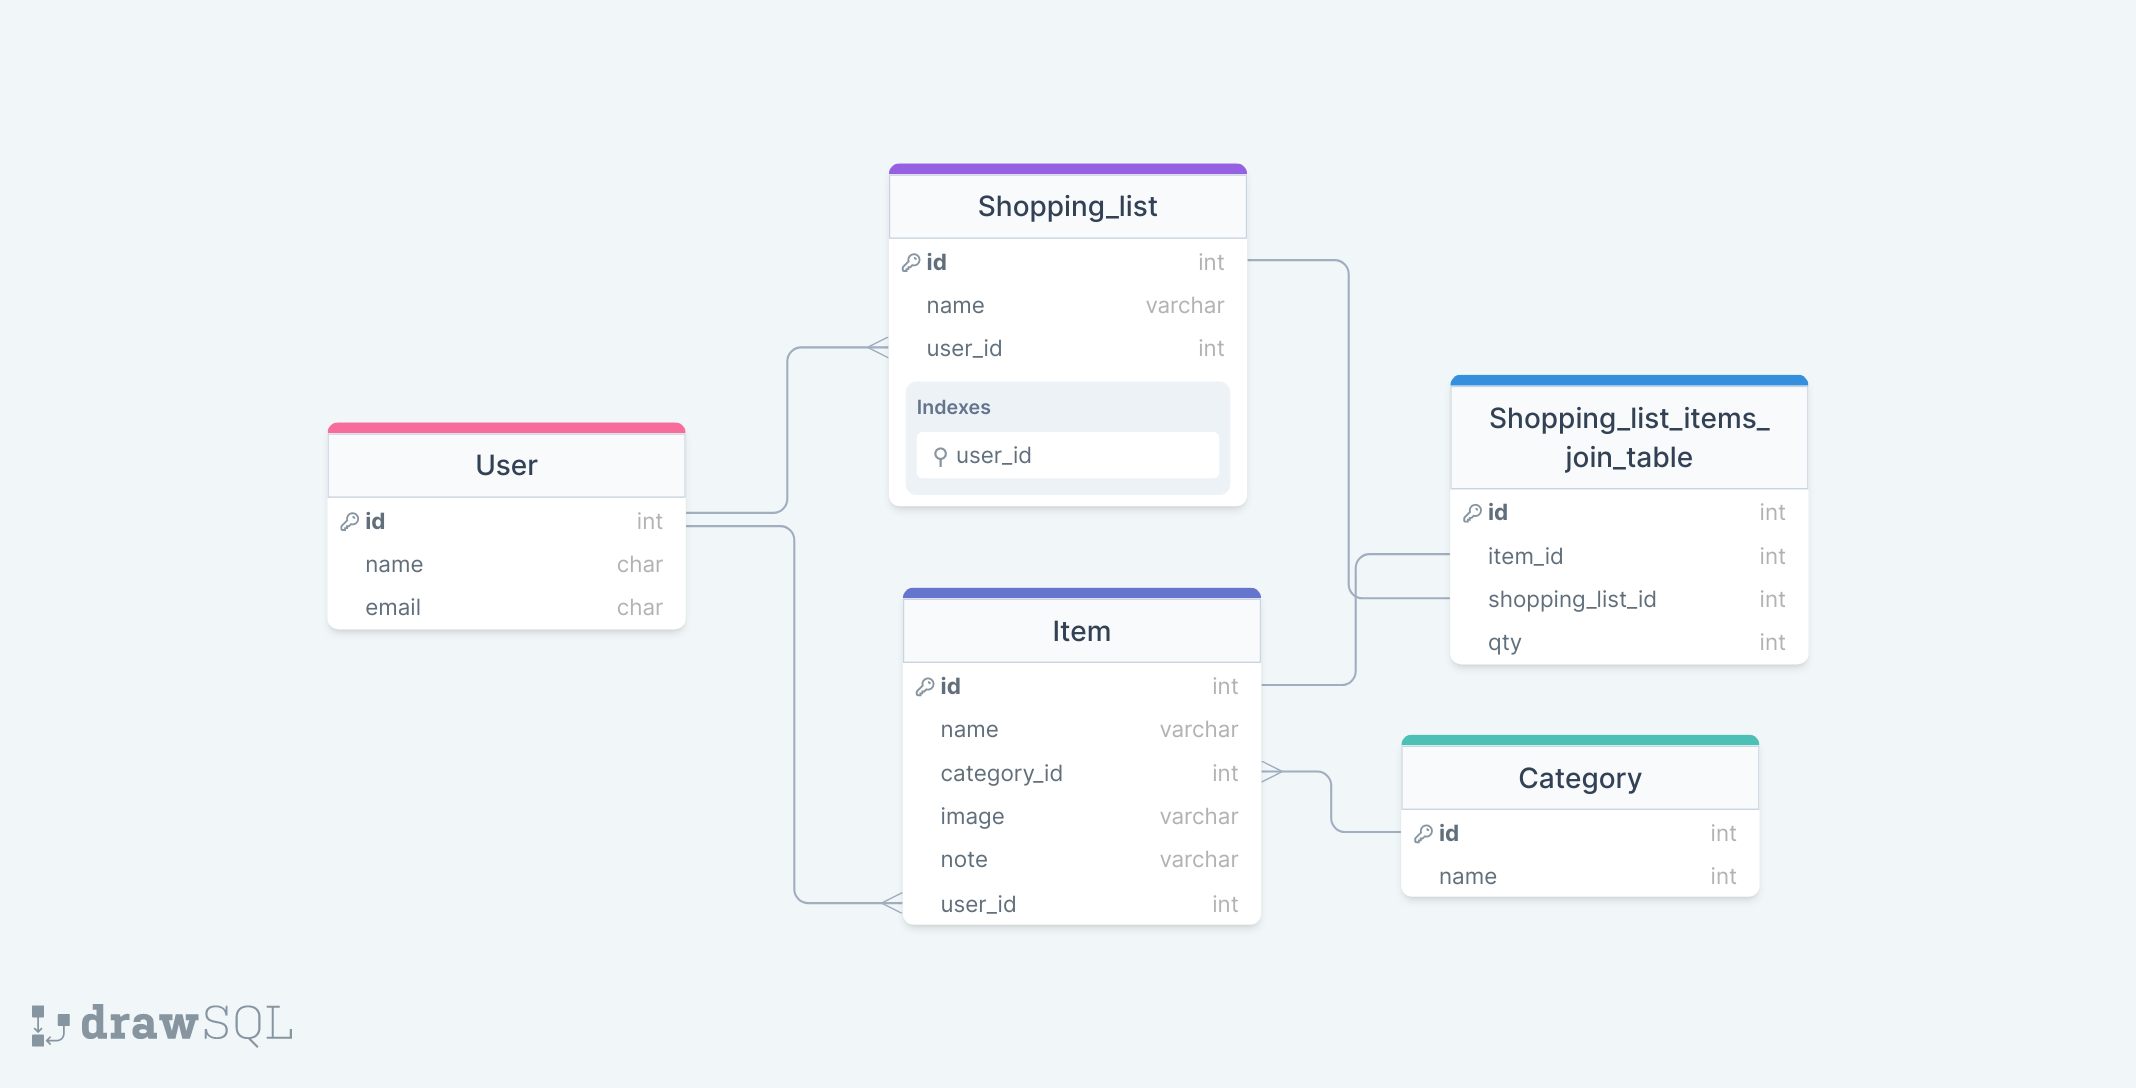 Shopping_list
id int
name varchar
user_id int
Indexes
user_id
User
id int
name char
email char
Item
id int
name varchar
category_id int
image varchar
note varchar
user_id int
Shopping_list_items_
join_table
id int
item_id int
shopping_list_id int
qty int
Category
id int
name int
drawSQL